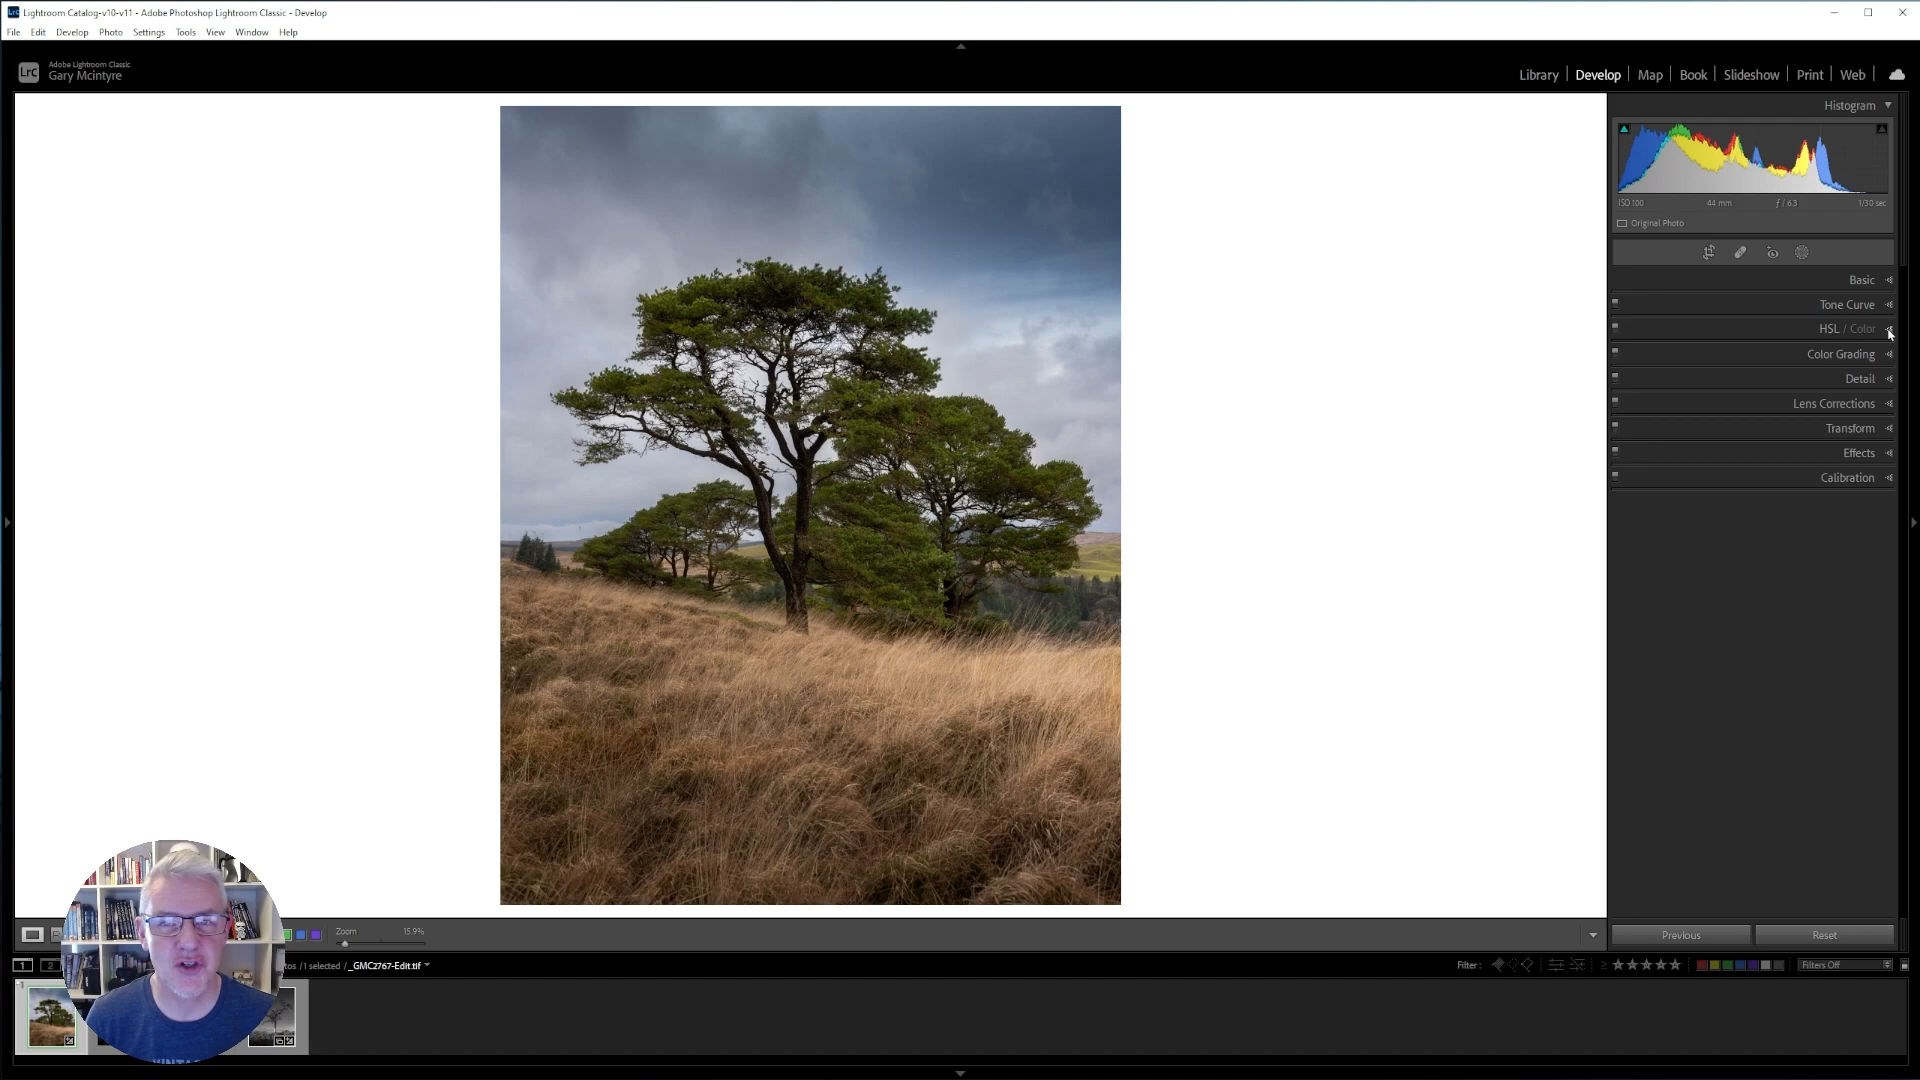 Lightroom Catalog-v10-v11 - Adobe Photoshop Lightroom Classic - Develop
File Edit Develop Photo Settings Tools View Window Help
LrC
Adobe Lightroom Classic
Gary Mcintyre
Library Develop Map Book Slideshow Print Web
Histogram
ISO 100 44 mm ƒ / 6.3 1/30 sec
Original Photo
Basic
Tone Curve
HSL / Color
Color Grading
Detail
Lens Corrections
Transform
Effects
Calibration
Zoom 15.9%
Previous Reset
1 2
/1 selected / _GMC2767-Edit.tif
Filter : ≥ Filters Off